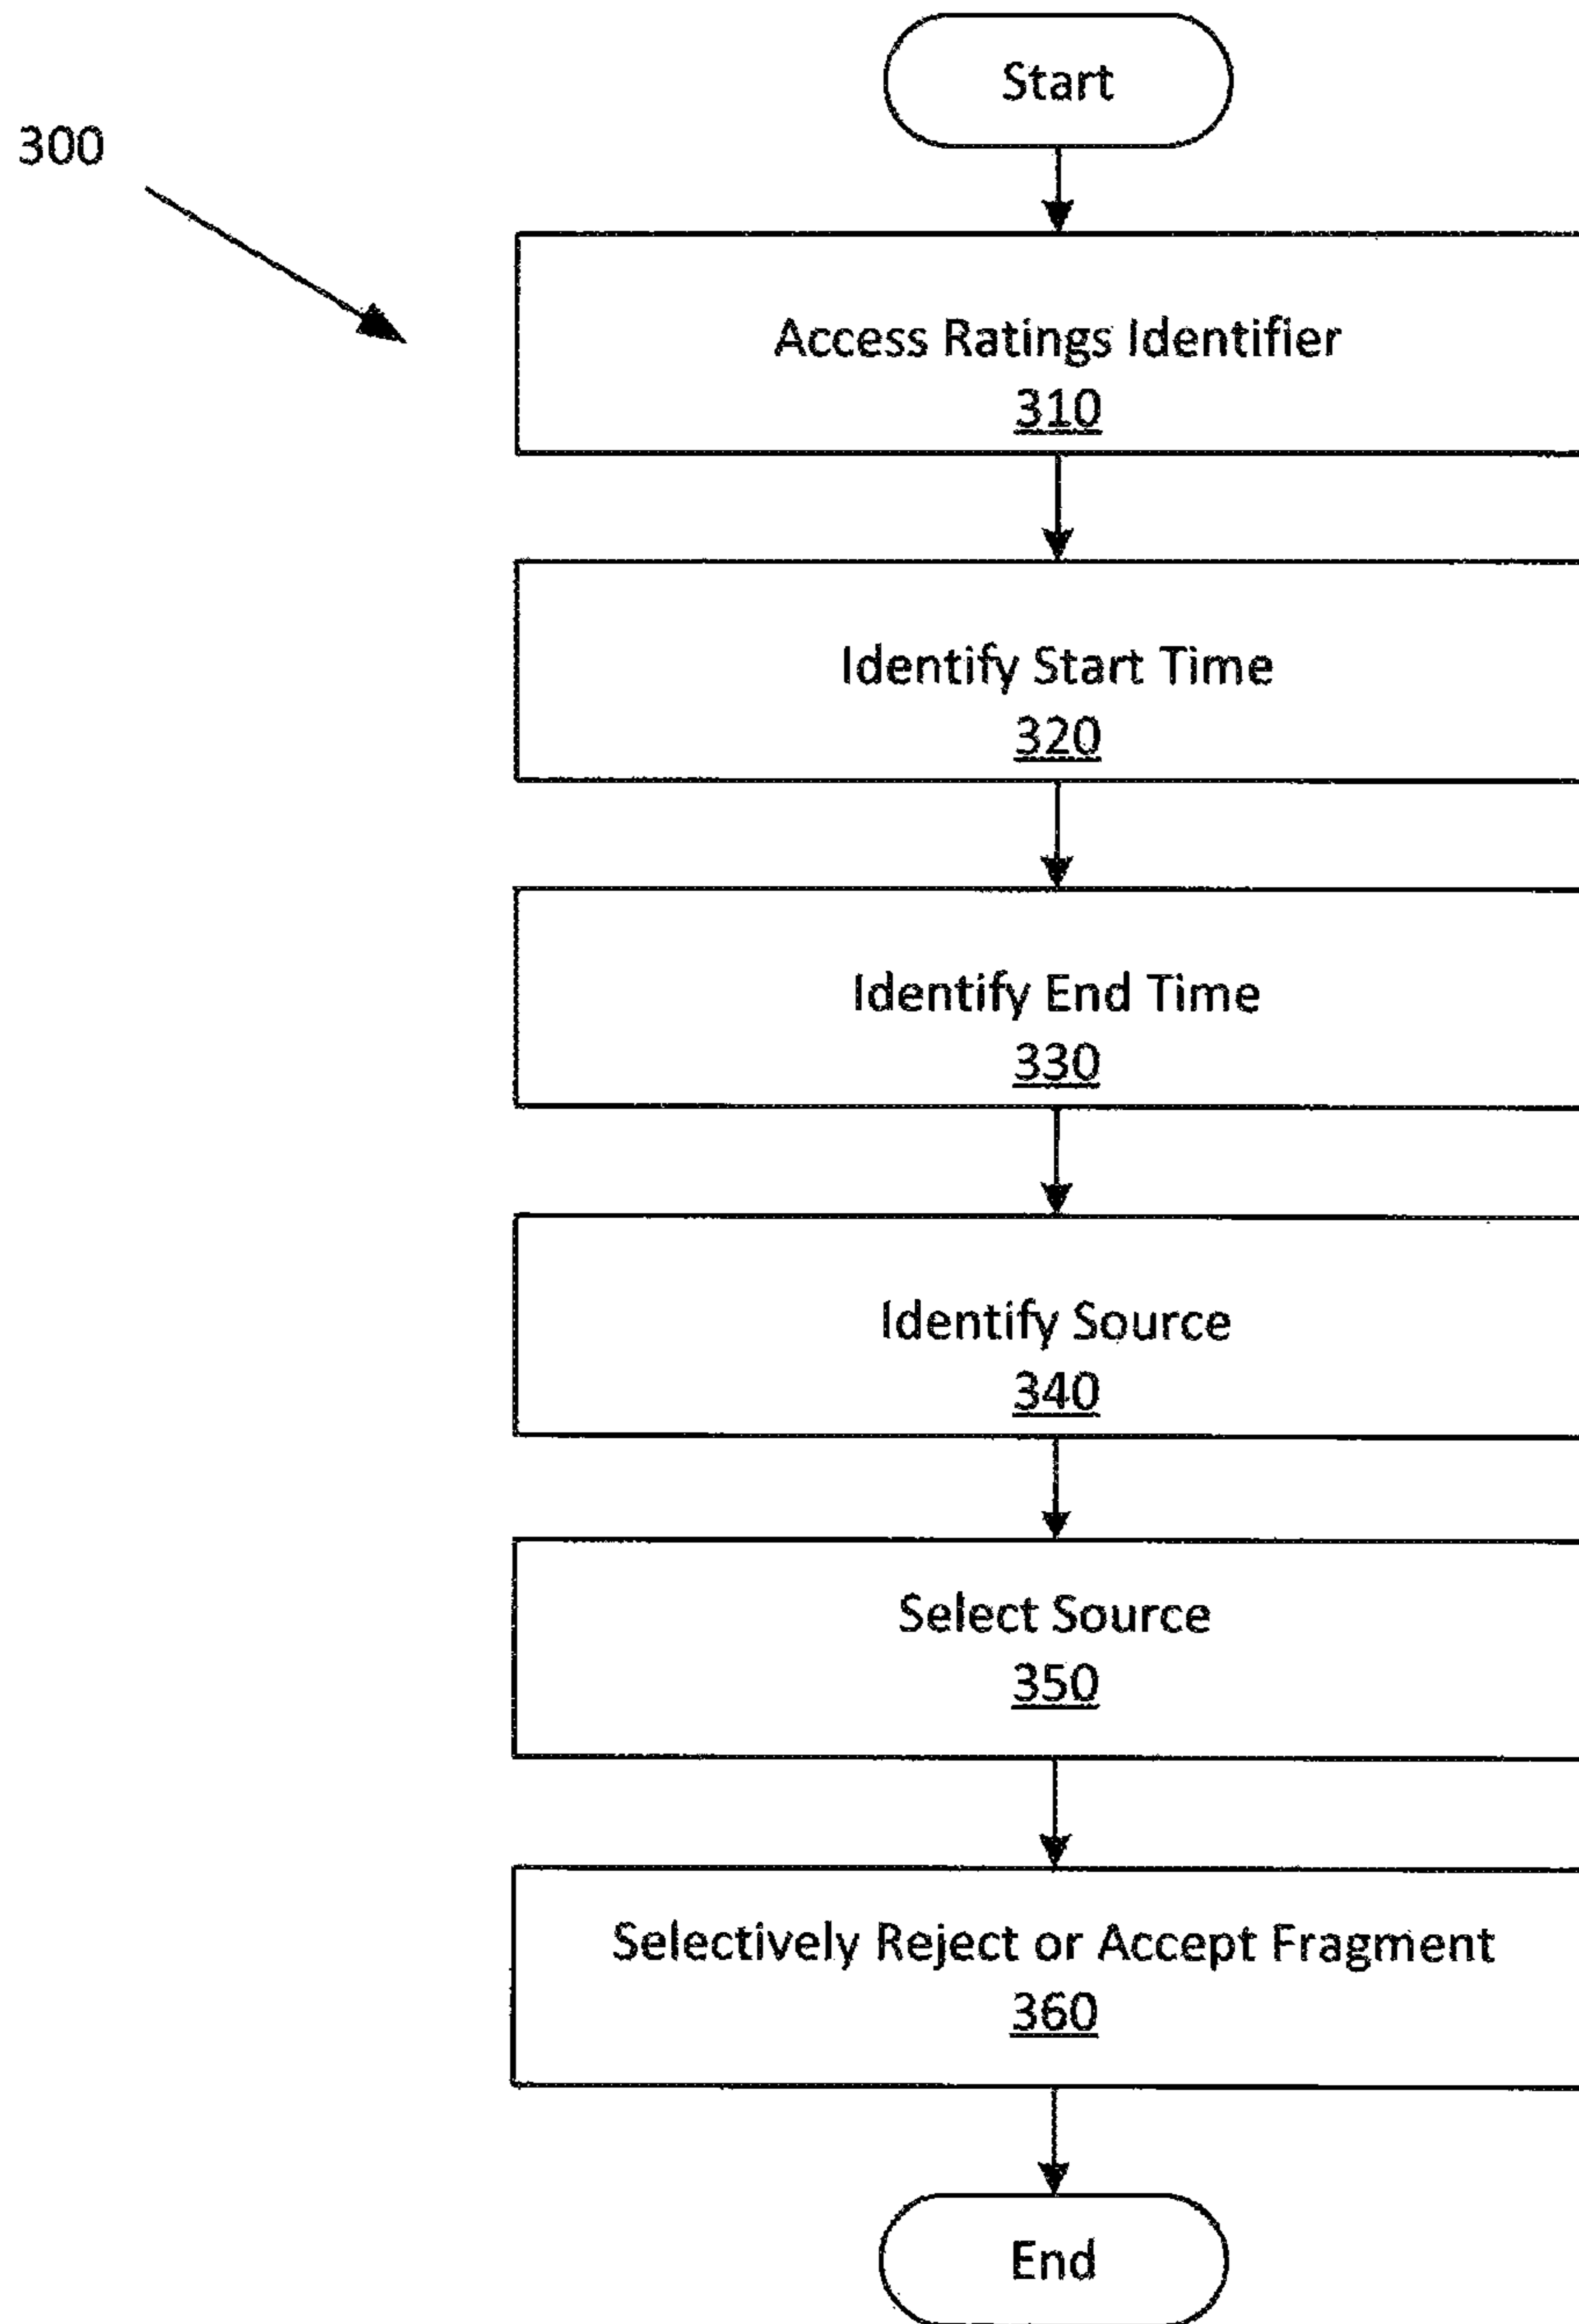 Start
300
Access Ratings Identifier
310
Identify Start Time
320
Identify End Time
330
Identify Source
340
Select Source
350
Selectively Reject or Accept Fragment
360
End